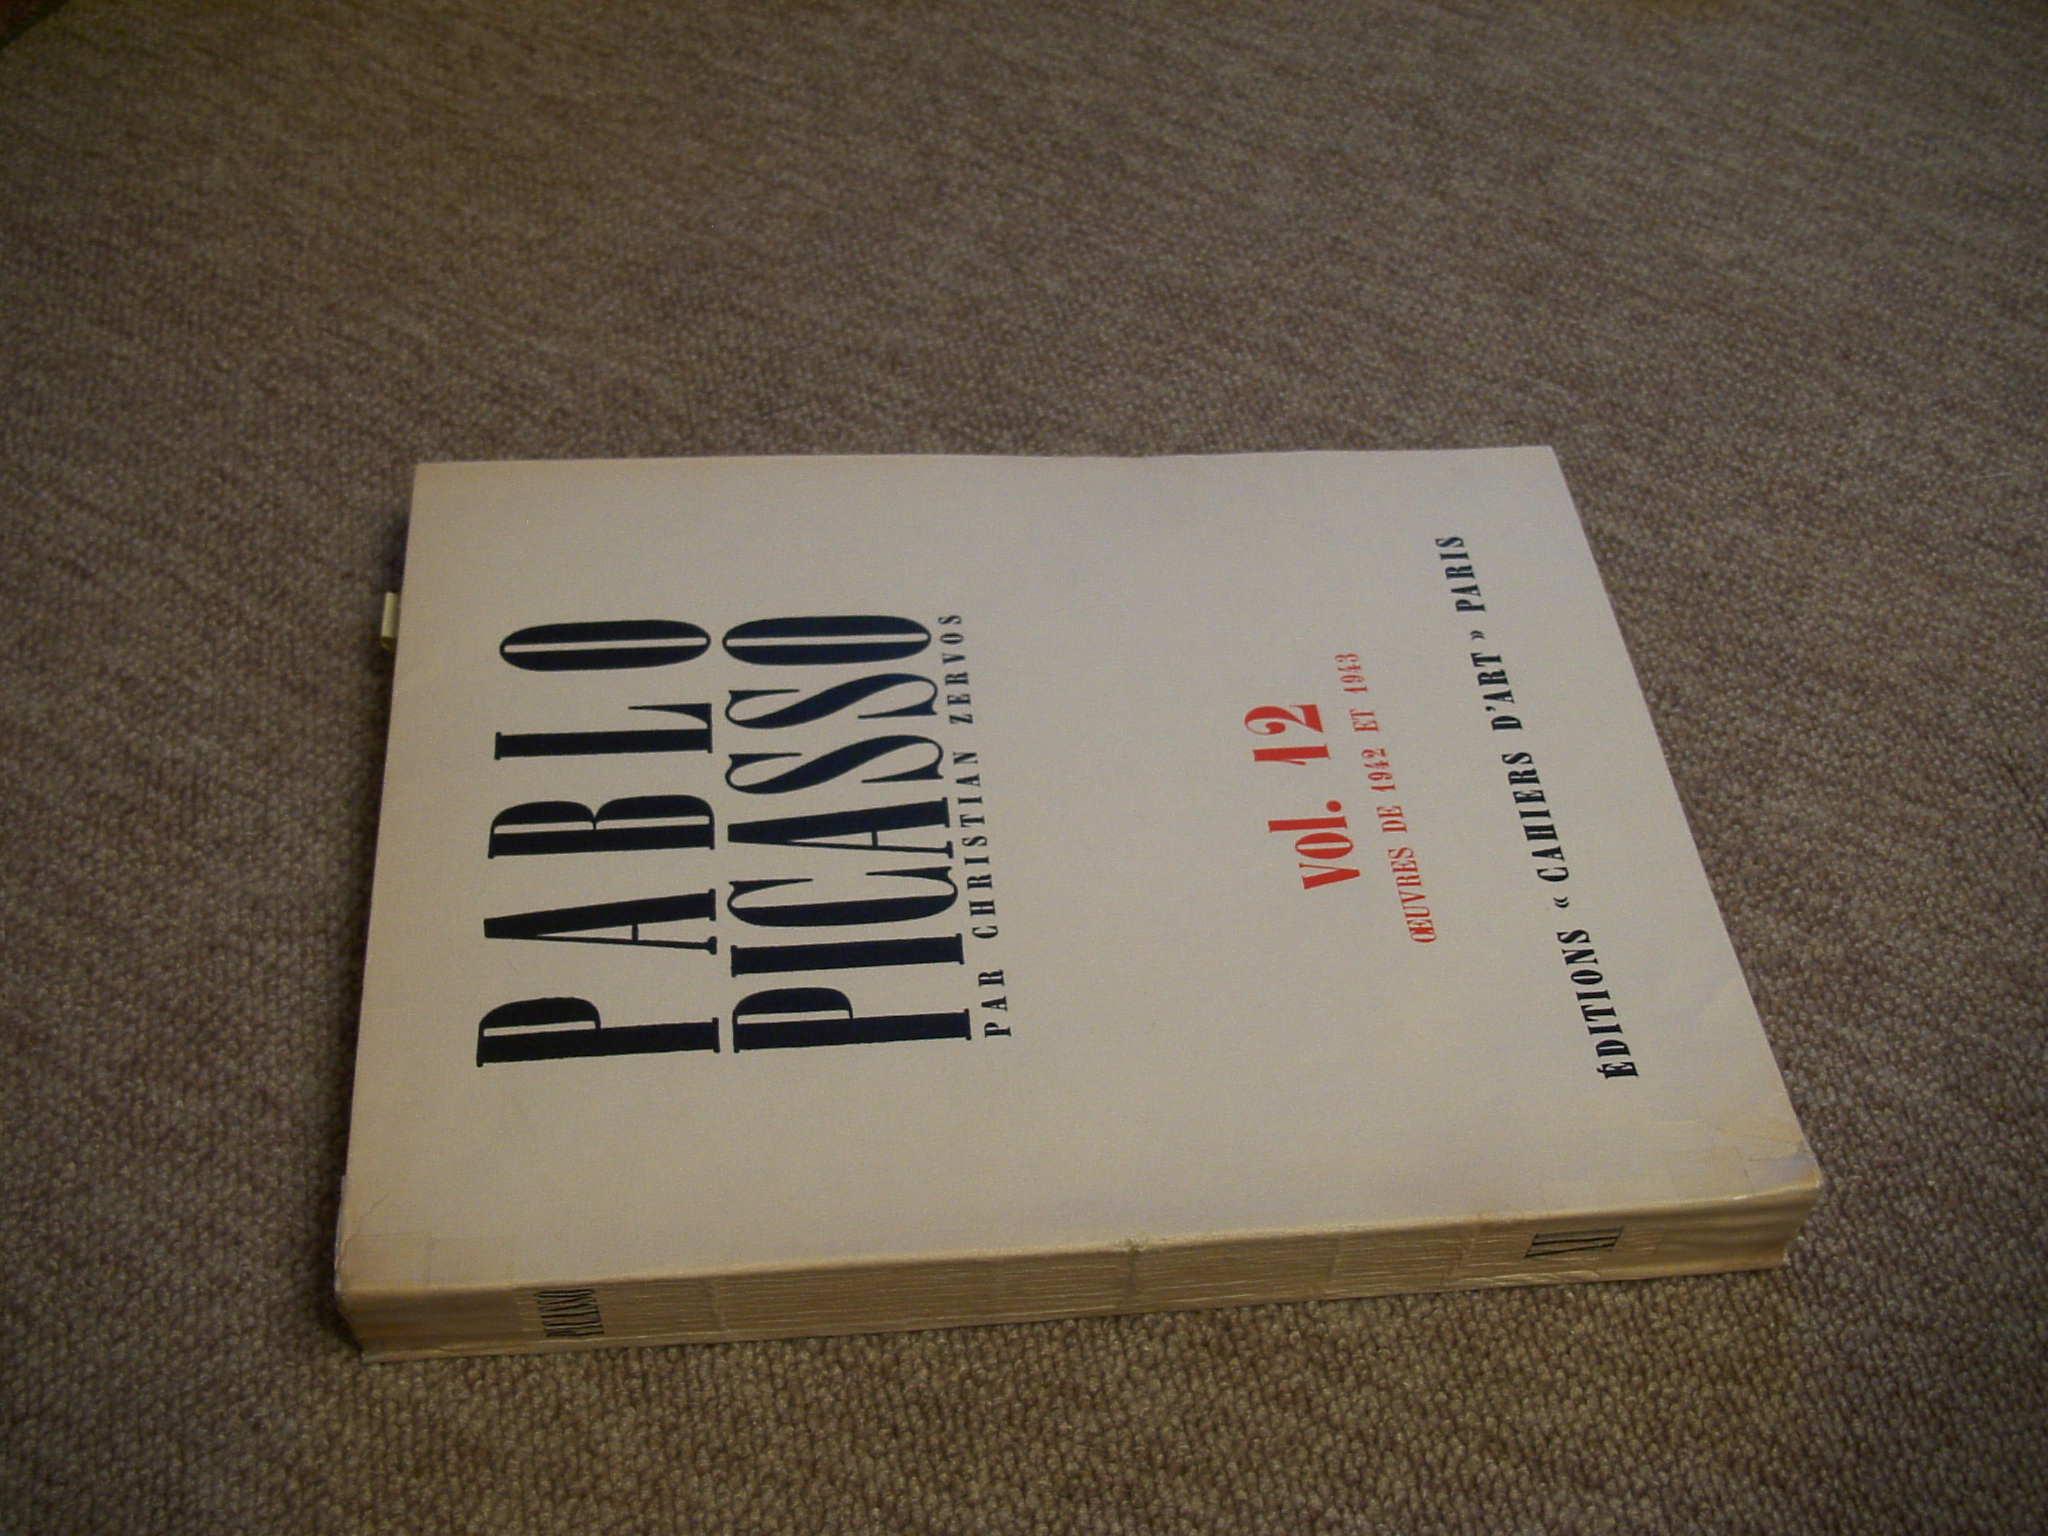 PABLO
PICASSO
PAR CHRISTIAN ZERVOS
vol. 12
ŒUVRES DE 1942 ET 1943
ÉDITIONS « CAHIERS D'ART » PARIS
PICASSO
XII